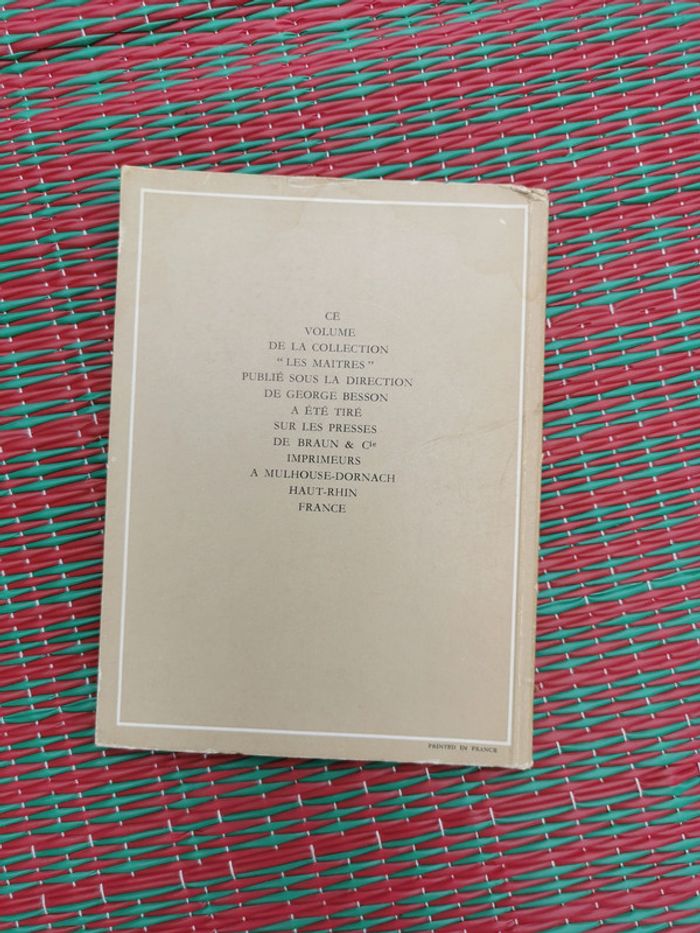 CE
VOLUME
DE LA COLLECTION
“ LES MAITRES ”
PUBLIÉ SOUS LA DIRECTION
DE GEORGE BESSON
A ÉTÉ TIRÉ
SUR LES PRESSES
DE BRAUN & Cie
IMPRIMEURS
A MULHOUSE-DORNACH
HAUT-RHIN
FRANCE
PRINTED IN FRANCE